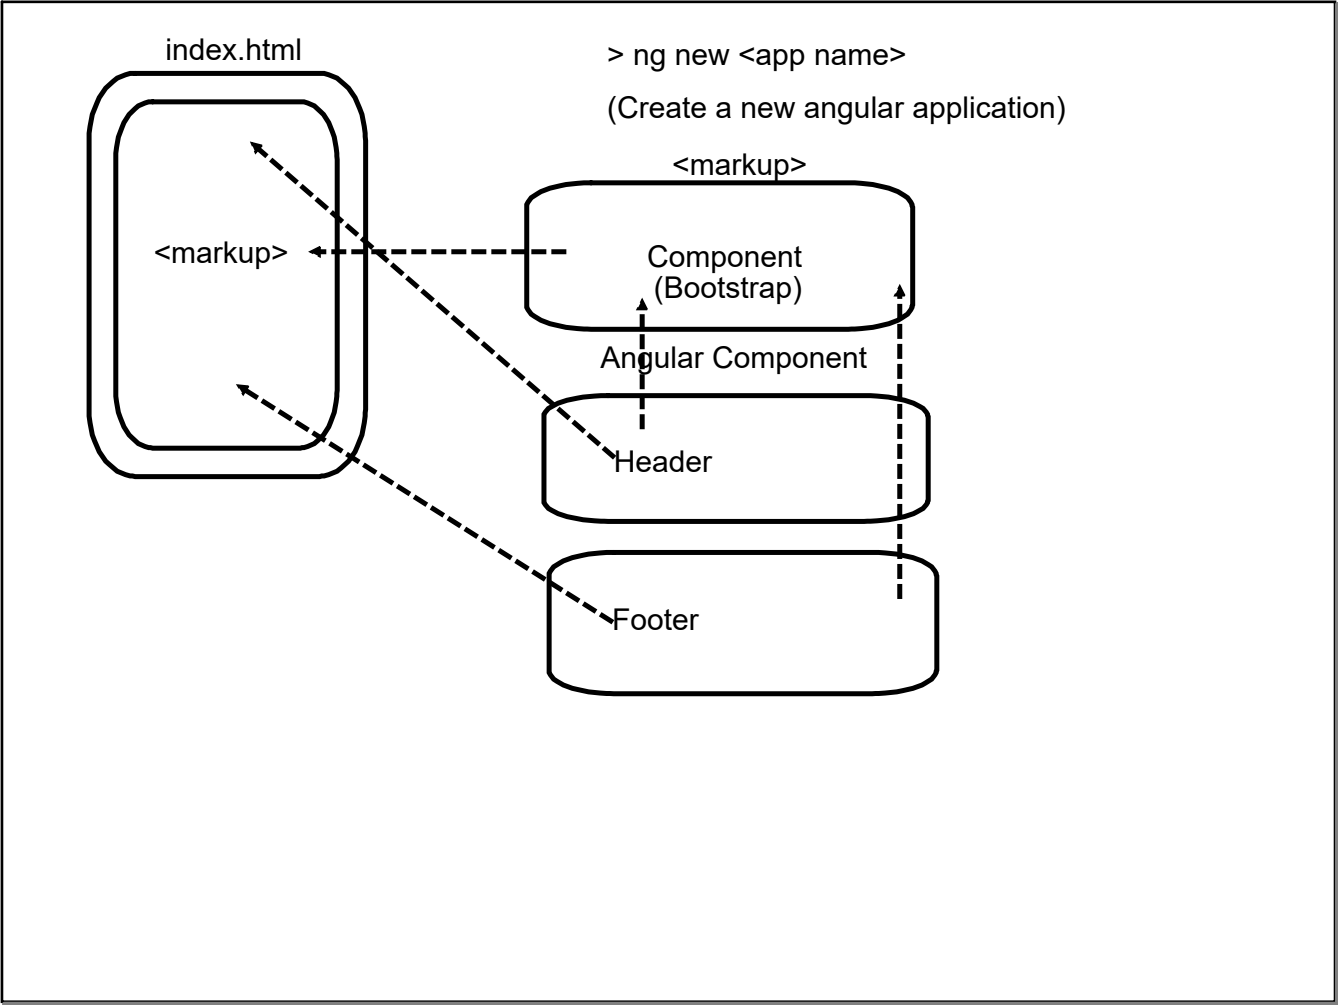 index.html
> ng new <app name>
(Create a new angular application)
<markup>
<markup>
Component
(Bootstrap)
Angular Component
Header
Footer